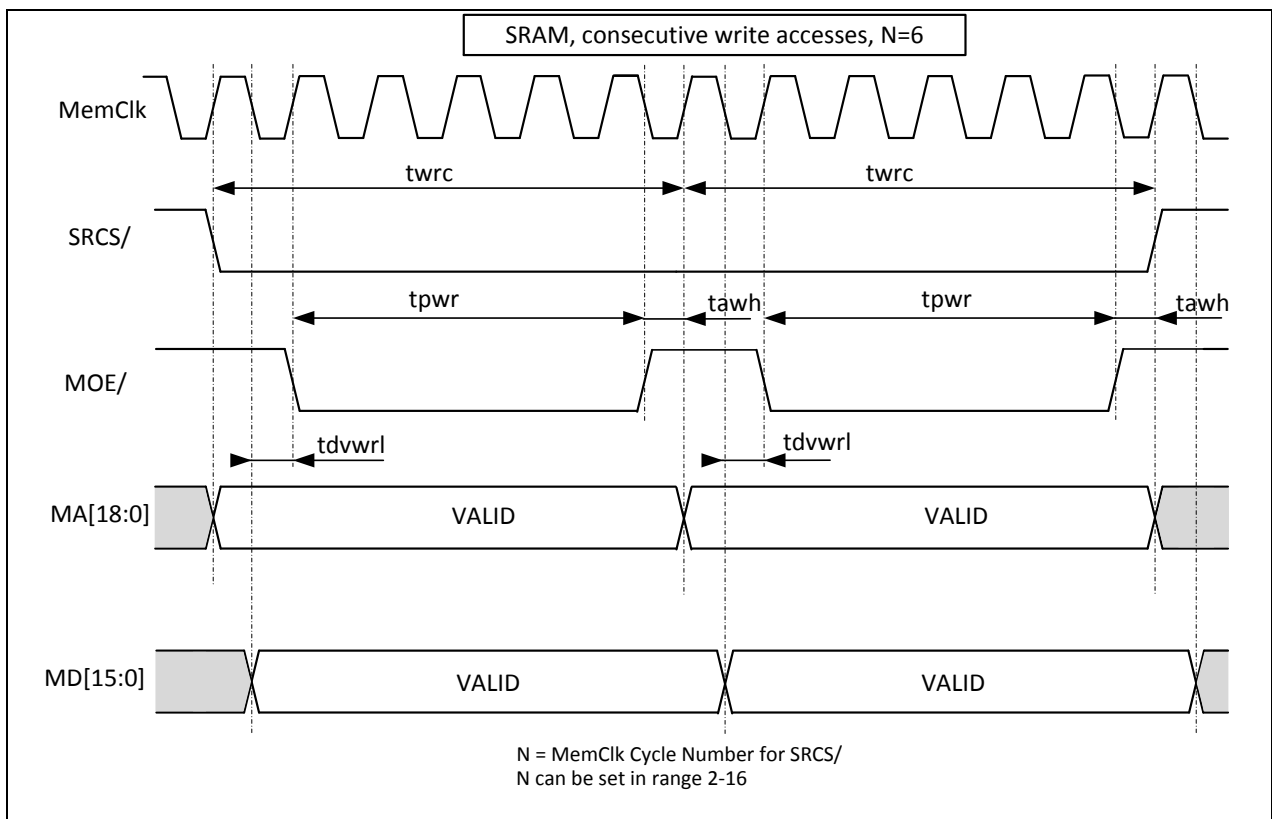 SRAM, consecutive write accesses, N=6
MemClk
twrc twrc
SRCS/
tpwr tawh tpwr tawh
MOE/
tdvwrl tdvwrl
MA[18:0] VALID VALID
MD[15:0] VALID VALID
N = MemClk Cycle Number for SRCS/
N can be set in range 2-16